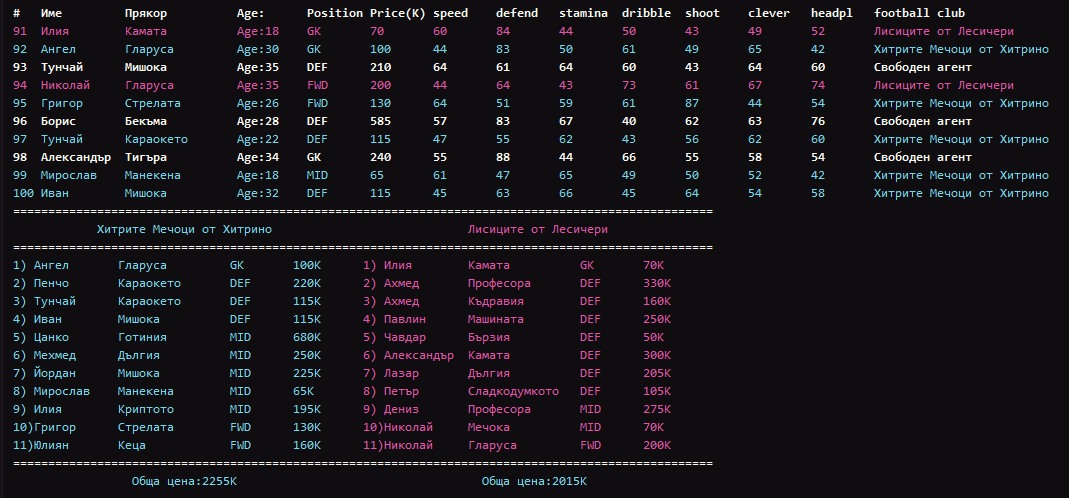 # Име Прякор Age: Position Price(K) speed defend stamina dribble shoot clever headpl football club
91 Илия Камата Age:18 GK 70 60 84 44 50 43 49 52 Лисиците от Лесичери
92 Ангел Гларуса Age:30 GK 100 44 83 50 61 49 65 42 Хитрите Мечоци от Хитрино
93 Тунчай Мишока Age:35 DEF 210 64 61 64 60 43 64 60 Свободен агент
94 Николай Гларуса Age:35 FWD 200 44 64 43 73 61 67 74 Лисиците от Лесичери
95 Григор Стрелата Age:26 FWD 130 64 51 59 61 87 44 54 Хитрите Мечоци от Хитрино
96 Борис Бекъма Age:28 DEF 585 57 83 67 40 62 63 76 Свободен агент
97 Тунчай Караокето Age:22 DEF 115 47 55 62 43 56 62 60 Хитрите Мечоци от Хитрино
98 Александър Тигъра Age:34 GK 240 55 88 44 66 55 58 54 Свободен агент
99 Мирослав Манекена Age:18 MID 65 61 47 65 49 50 52 42 Хитрите Мечоци от Хитрино
100 Иван Мишока Age:32 DEF 115 45 63 66 45 64 54 58 Хитрите Мечоци от Хитрино
====================================================================================================
Хитрите Мечоци от Хитрино Лисиците от Лесичери
====================================================================================================
1) Ангел Гларуса GK 100K 1) Илия Камата GK 70K
2) Пенчо Караокето DEF 220K 2) Ахмед Професора DEF 330K
3) Тунчай Караокето DEF 115K 3) Ахмед Къдравия DEF 160K
4) Иван Мишока DEF 115K 4) Павлин Машината DEF 250K
5) Цанко Готиния MID 680K 5) Чавдар Бързия DEF 50K
6) Мехмед Дългия MID 250K 6) Александър Камата DEF 300K
7) Йордан Мишока MID 225K 7) Лазар Дългия DEF 205K
8) Мирослав Манекена MID 65K 8) Петър Сладкодумкото DEF 105K
9) Илия Криптото MID 195K 9) Дениз Професора MID 275K
10)Григор Стрелата FWD 130K 10)Николай Мечока MID 70K
11)Юлиян Кеца FWD 160K 11)Николай Гларуса FWD 200K
====================================================================================================
Обща цена:2255K Обща цена:2015K